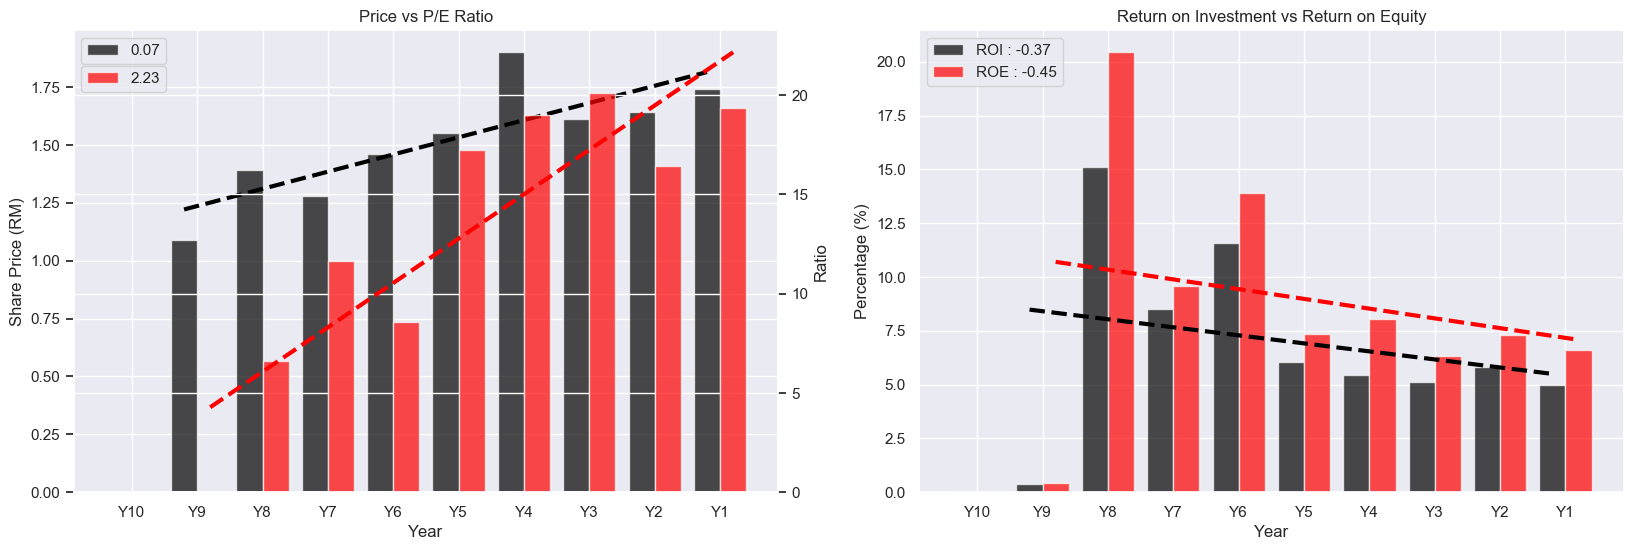 Price vs P/E Ratio
0.07
2.23
Share Price (RM)
1.75
1.50
1.25
1.00
0.75
0.50
0.25
0.00
20
15
10
5
0
Ratio
Y10 Y9 Y8 Y7 Y6 Y5 Y4 Y3 Y2 Y1
Year
Return on Investment vs Return on Equity
ROI : -0.37
ROE : -0.45
Percentage (%)
20.0
17.5
15.0
12.5
10.0
7.5
5.0
2.5
0.0
Y10 Y9 Y8 Y7 Y6 Y5 Y4 Y3 Y2 Y1
Year